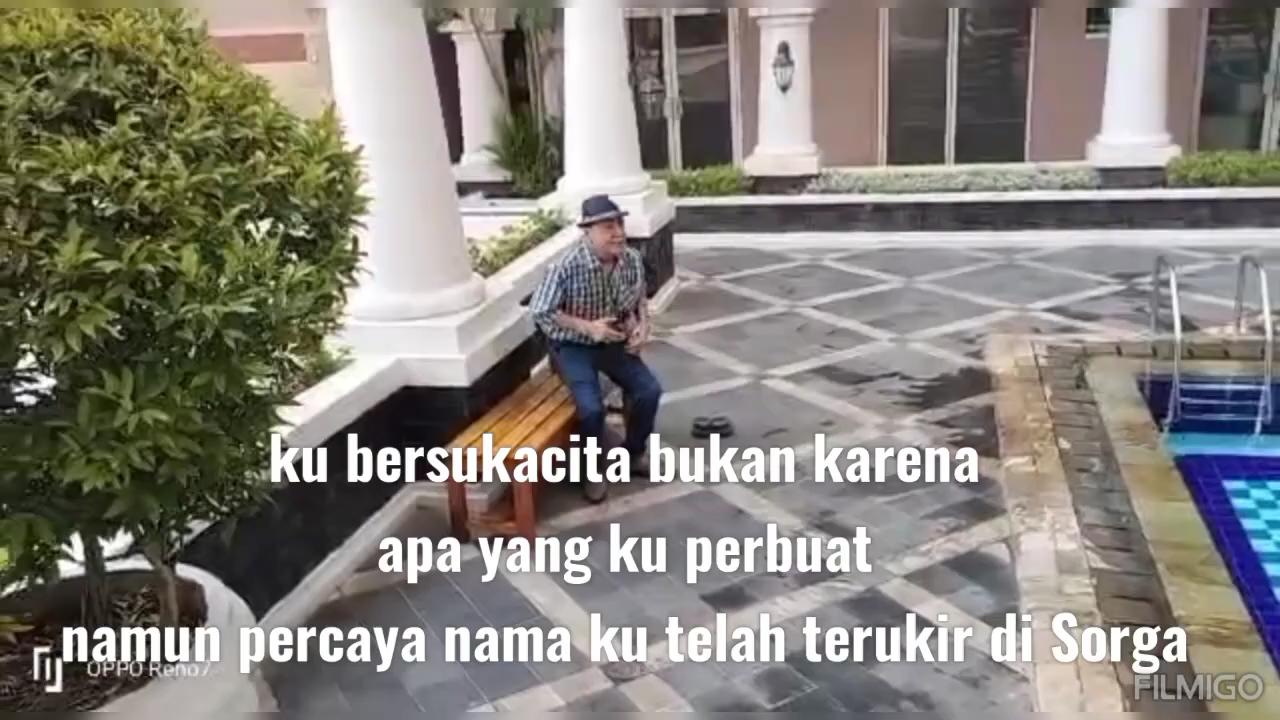 ku bersukacita bukan karena
apa yang ku perbuat
namun percaya nama ku telah terukir di Sorga
OPPO Reno7
FILMIGO